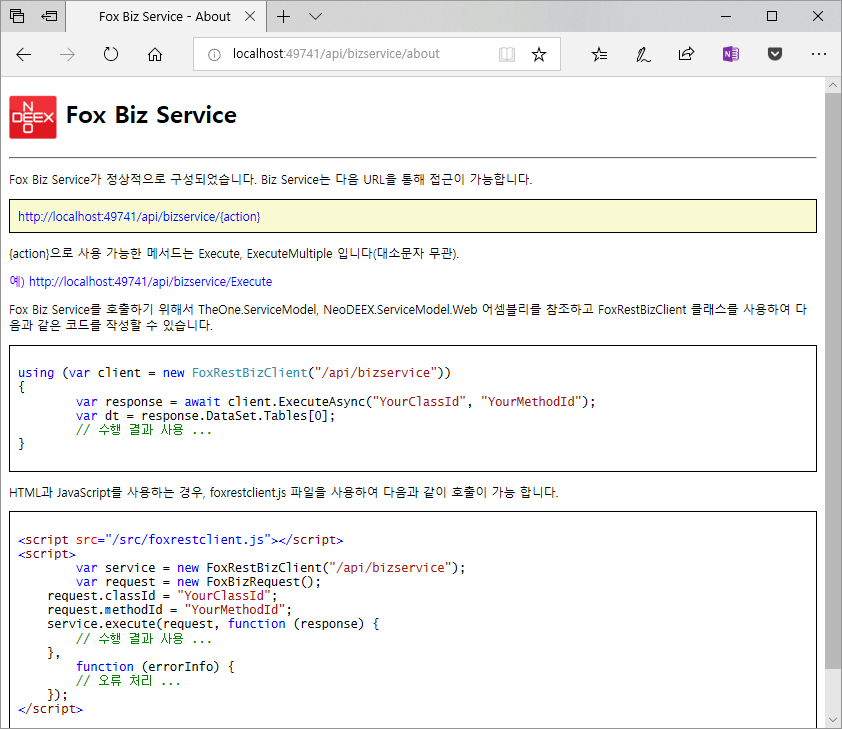 Fox Biz Service - About
localhost:49741/api/bizservice/about
N
DEEX
O
Fox Biz Service
Fox Biz Service가 정상적으로 구성되었습니다. Biz Service는 다음 URL을 통해 접근이 가능합니다.
http://localhost:49741/api/bizservice/{action}
{action}으로 사용 가능한 메서드는 Execute, ExecuteMultiple 입니다(대소문자 무관).
예) http://localhost:49741/api/bizservice/Execute
Fox Biz Service를 호출하기 위해서 TheOne.ServiceModel, NeoDEEX.ServiceModel.Web 어셈블리를 참조하고 FoxRestBizClient 클래스를 사용하여 다
음과 같은 코드를 작성할 수 있습니다.
using (var client = new FoxRestBizClient("/api/bizservice"))
{
var response = await client.ExecuteAsync("YourClassId", "YourMethodId");
var dt = response.DataSet.Tables[0];
// 수행 결과 사용 ...
}
HTML과 JavaScript를 사용하는 경우, foxrestclient.js 파일을 사용하여 다음과 같이 호출이 가능 합니다.
<script src="/src/foxrestclient.js"></script>
<script>
var service = new FoxRestBizClient("/api/bizservice");
var request = new FoxBizRequest();
request.classId = "YourClassId";
request.methodId = "YourMethodId";
service.execute(request, function (response) {
// 수행 결과 사용 ...
},
function (errorInfo) {
// 오류 처리 ...
});
</script>